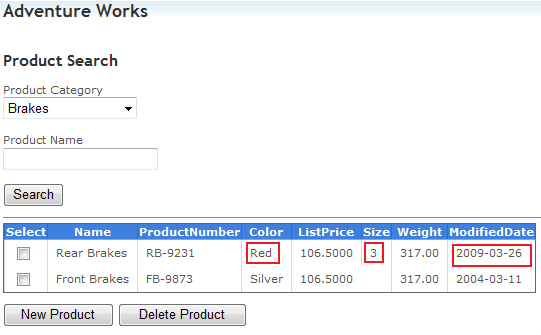 Adventure Works
Product Search
Product Category
Brakes
Product Name
Search
Select Name ProductNumber Color ListPrice Size Weight ModifiedDate
Rear Brakes RB-9231 Red 106.5000 3 317.00 2009-03-26
Front Brakes FB-9873 Silver 106.5000 317.00 2004-03-11
New Product Delete Product